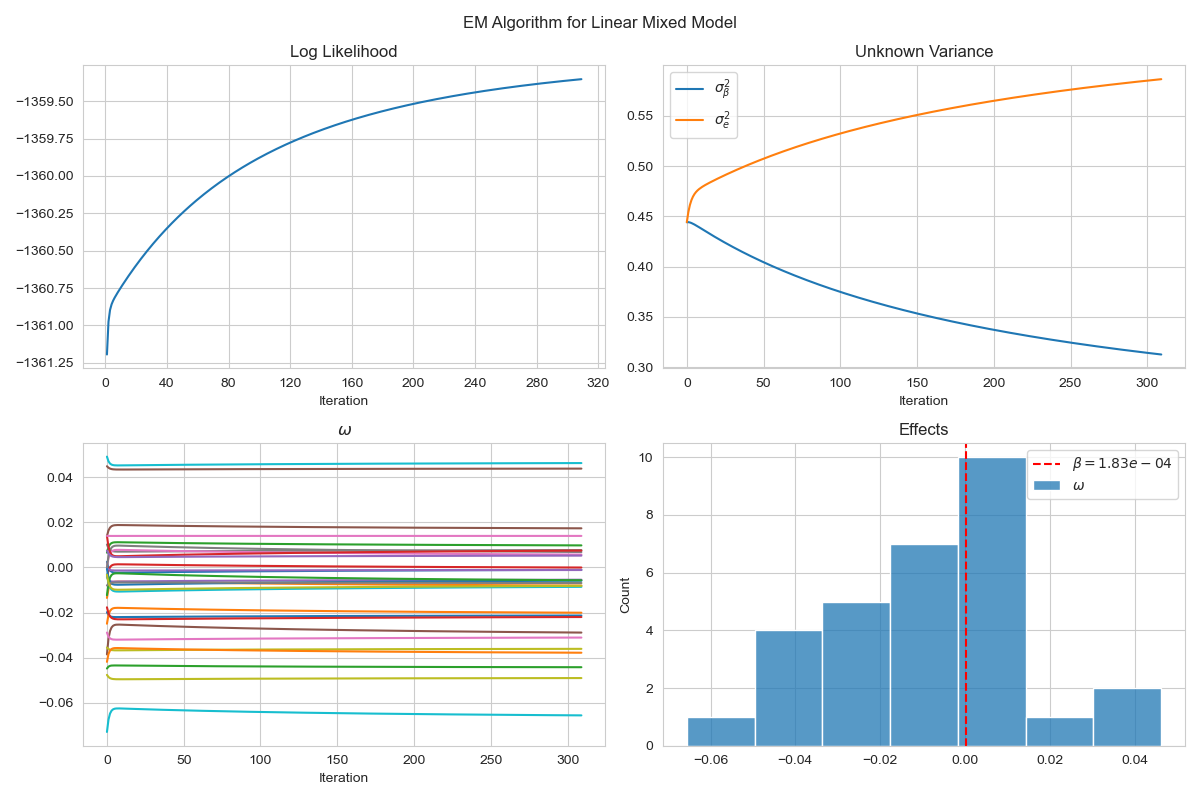 EM Algorithm for Linear Mixed Model
Log Likelihood
−1359.50
−1359.75
−1360.00
−1360.25
−1360.50
−1360.75
−1361.00
−1361.25
0 40 80 120 160 200 240 280 320
Iteration
Unknown Variance
σ²_β
σ²_e
0.55
0.50
0.45
0.40
0.35
0.30
0 50 100 150 200 250 300
Iteration
ω
0.04
0.02
0.00
−0.02
−0.04
−0.06
0 50 100 150 200 250 300
Iteration
Effects
β = 1.83e − 04
ω
Count
10
8
6
4
2
0
−0.06 −0.04 −0.02 0.00 0.02 0.04